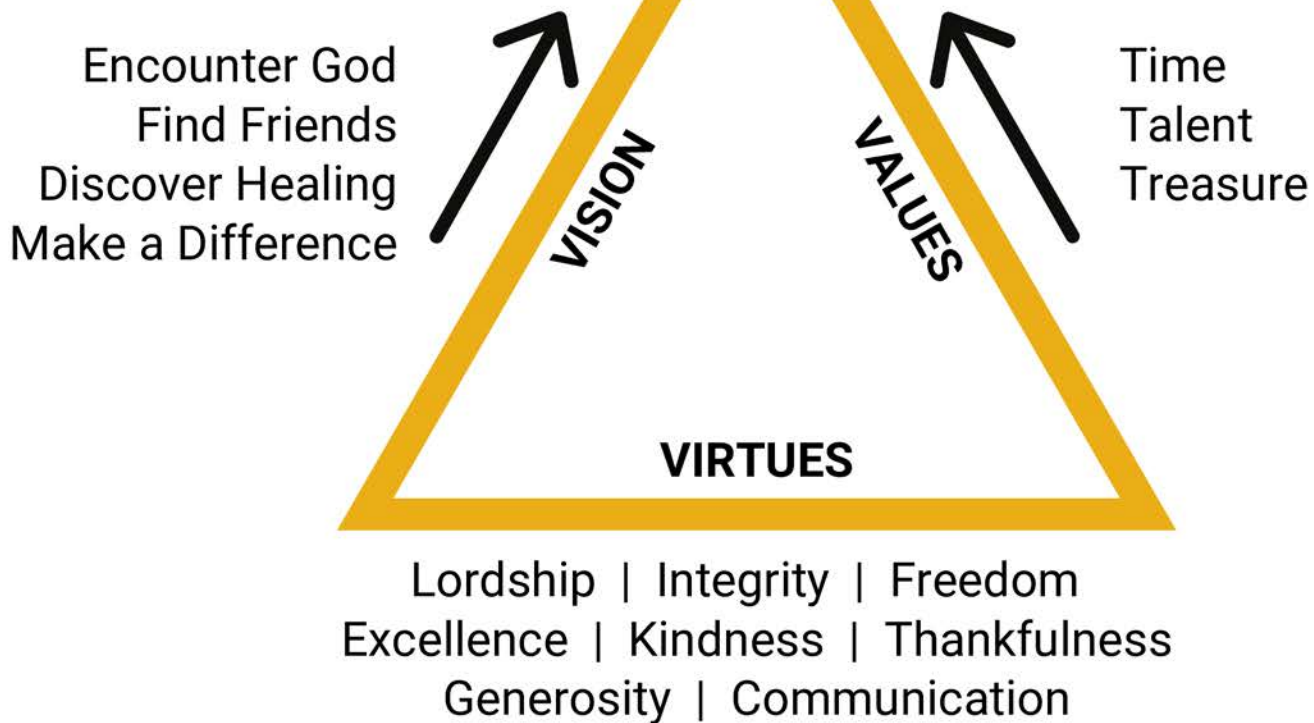 Encounter God
Find Friends
Discover Healing
Make a Difference
VISION
VALUES
Time
Talent
Treasure
VIRTUES
Lordship | Integrity | Freedom
Excellence | Kindness | Thankfulness
Generosity | Communication